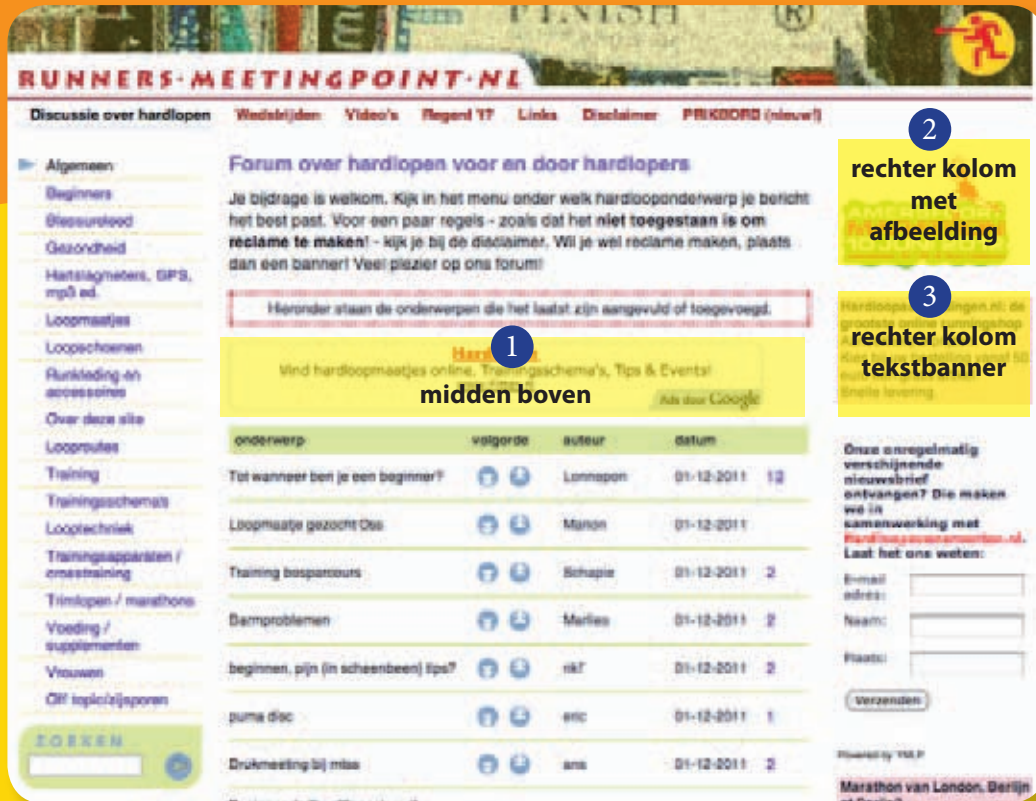 FINISH ®
RUNNERS·MEETINGPOINT·NL
Discussie over hardlopen
Wedstrijden
Video's
Regent 't?
Links
Disclaimer
PRIKBORD (nieuw!)
Algemeen
Beginners
Blessureleed
Gezondheid
Hartslagmeters, GPS,
mp3 ed.
Loopmaatjes
Loopschoenen
Runkleding en
accessoires
Over deze site
Looproutes
Training
Trainingsschema's
Looptechniek
Trainingsapparaten /
crosstraining
Trimlopen / marathons
Voeding /
supplementen
Vrouwen
Off topic/zijsporen
ZOEKEN
Forum over hardlopen voor en door hardlopers
Je bijdrage is welkom. Kijk in het menu onder welk hardlooponderwerp je bericht
het best past. Voor een paar regels - zoals dat het niet toegestaan is om
reclame te maken! - kijk je bij de disclaimer. Wil je wel reclame maken, plaats
dan een banner! Veel plezier op ons forum!
Hieronder staan de onderwerpen die het laatst zijn aangevuld of toegevoegd.
1
Vind hardloopmaatjes online. Trainingsschema's, Tips & Events!
midden boven
Ads door Google
onderwerp volgorde auteur datum
Tot wanneer ben je een beginner? Lonnepon 01-12-2011 13
Loopmaatje gezocht Oss Manon 01-12-2011
Training bosparcours Schapie 01-12-2011 2
Darmproblemen Marlies 01-12-2011 2
beginnen, pijn (in scheenbeen) tips? rikf 01-12-2011 2
puma disc eric 01-12-2011 1
Drukmeeting bij miss ans 01-12-2011 2
2
rechter kolom
met
afbeelding
3
rechter kolom
tekstbanner
Snelle levering
Onze onregelmatig
verschijnende
nieuwsbrief
ontvangen? Die maken
we in
samenwerking met
Laat het ons weten:
E-mail
adres:
Naam:
Plaats:
Verzenden
Powered by YMLP
Marathon van London, Berlijn